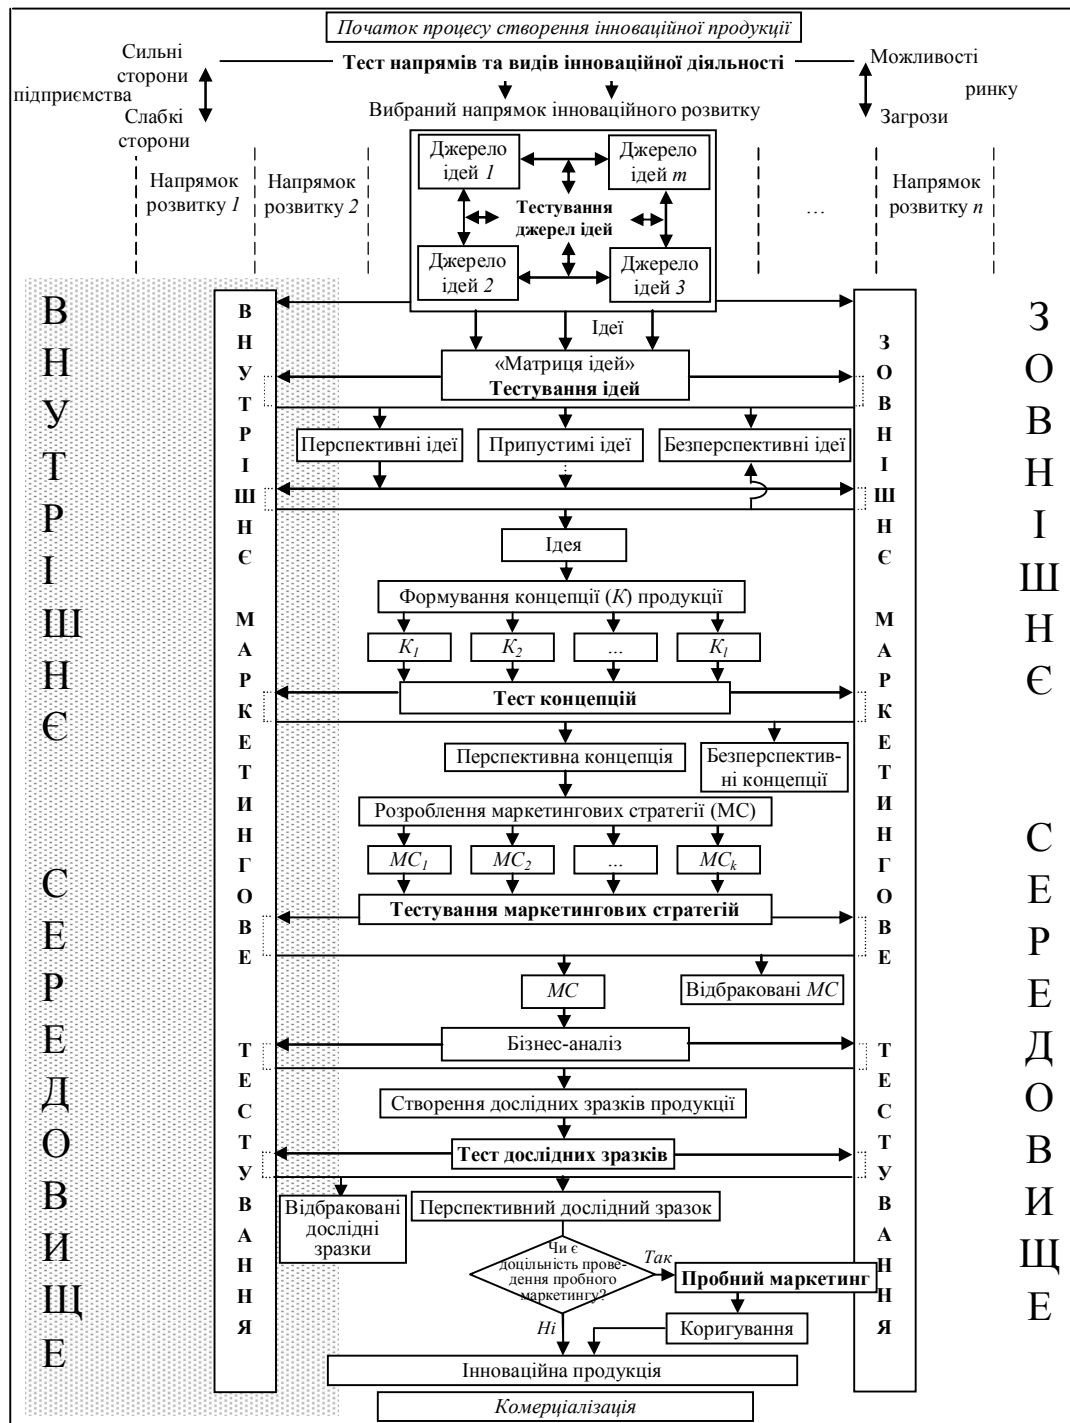 Початок процесу створення інноваційної продукції
Сильні
сторони
Тест напрямів та видів інноваційної діяльності
Можливості
підприємства
ринку
Слабкі
сторони
Вибраний напрямок інноваційного розвитку
Загрози
Напрямок
розвитку 1
Напрямок
розвитку 2
Джерело
ідей 1
Джерело
ідей m
Тестування
джерел ідей
Джерело
ідей 2
Джерело
ідей 3
...
Напрямок
розвитку n
ВНУТРІШНЄ СЕРЕДОВИЩЕ
ВНУТРІШНЄ МАРКЕТИНГОВЕ ТЕСТУВАННЯ
ЗОВНІШНЄ МАРКЕТИНГОВЕ ТЕСТУВАННЯ
ЗОВНІШНЄ СЕРЕДОВИЩЕ
Ідеї
«Матриця ідей»
Тестування ідей
Перспективні ідеї
Припустимі ідеї
Безперспективні ідеї
Ідея
Формування концепції (К) продукції
К1
К2
...
Кl
Тест концепцій
Перспективна концепція
Безперспектив-
ні концепції
Розроблення маркетингових стратегії (МС)
МС1
МС2
...
МСk
Тестування маркетингових стратегій
МС
Відбраковані МС
Бізнес-аналіз
Створення дослідних зразків продукції
Тест дослідних зразків
Відбраковані
дослідні
зразки
Перспективний дослідний зразок
Чи є
доцільність прове-
дення пробного
маркетингу?
Так
Пробний маркетинг
Ні
Коригування
Інноваційна продукція
Комерціалізація